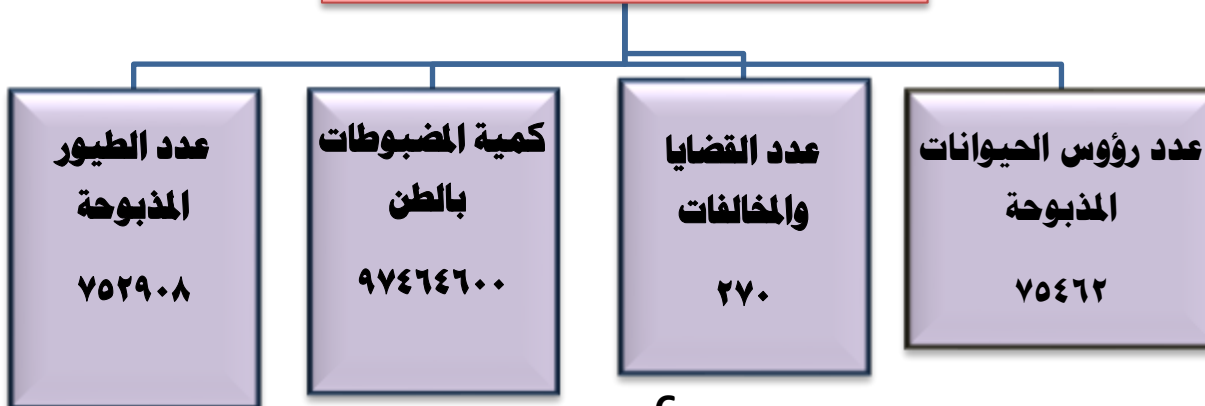 عدد رؤوس الحيوانات
المذبوحة
٧٥٤٦٢
عدد القضايا
والمخالفات
٢٧٠
كمية المضبوطات
بالطن
٩٧٤٦٤٦٠٠
عدد الطيور
المذبوحة
٧٥٢٩٠٨